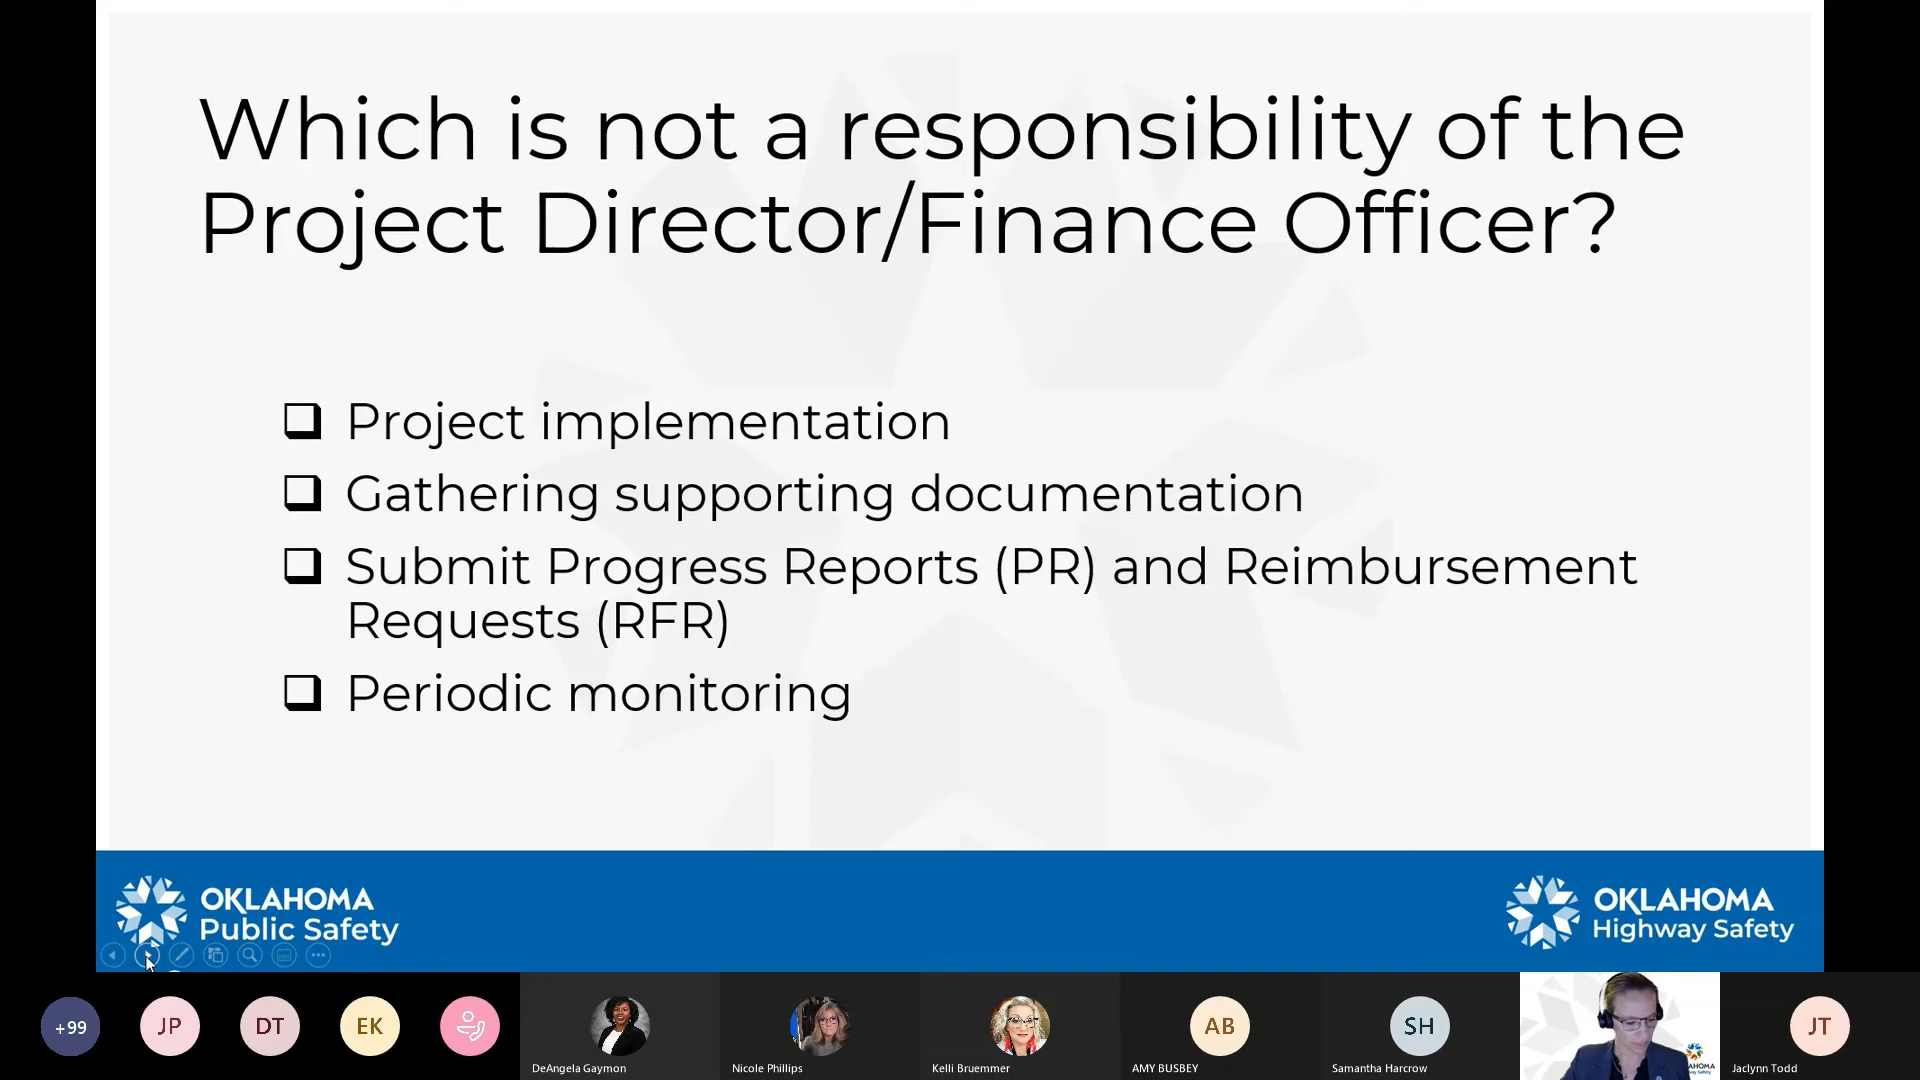 Which is not a responsibility of the
Project Director/Finance Officer?
Project implementation
Gathering supporting documentation
Submit Progress Reports (PR) and Reimbursement
Requests (RFR)
Periodic monitoring
OKLAHOMA
Public Safety
OKLAHOMA
Highway Safety
+99
JP
DT
EK
DeAngela Gaymon
Nicole Phillips
Kelli Bruemmer
AB
AMY BUSBEY
SH
Samantha Harcrow
JT
Jaclynn Todd